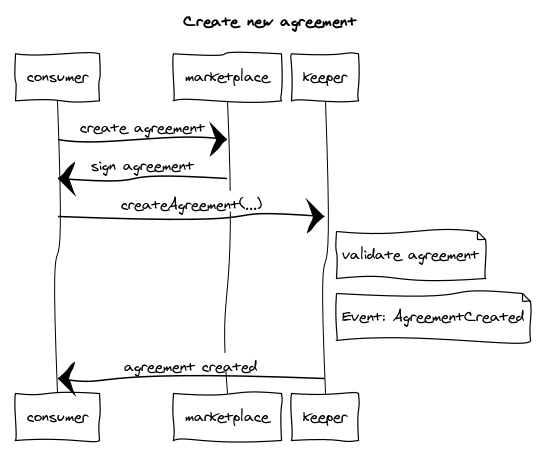 Create new agreement
consumer
marketplace
keeper
create agreement
sign agreement
createAgreement(...)
validate agreement
Event: AgreementCreated
agreement created
consumer
marketplace
keeper